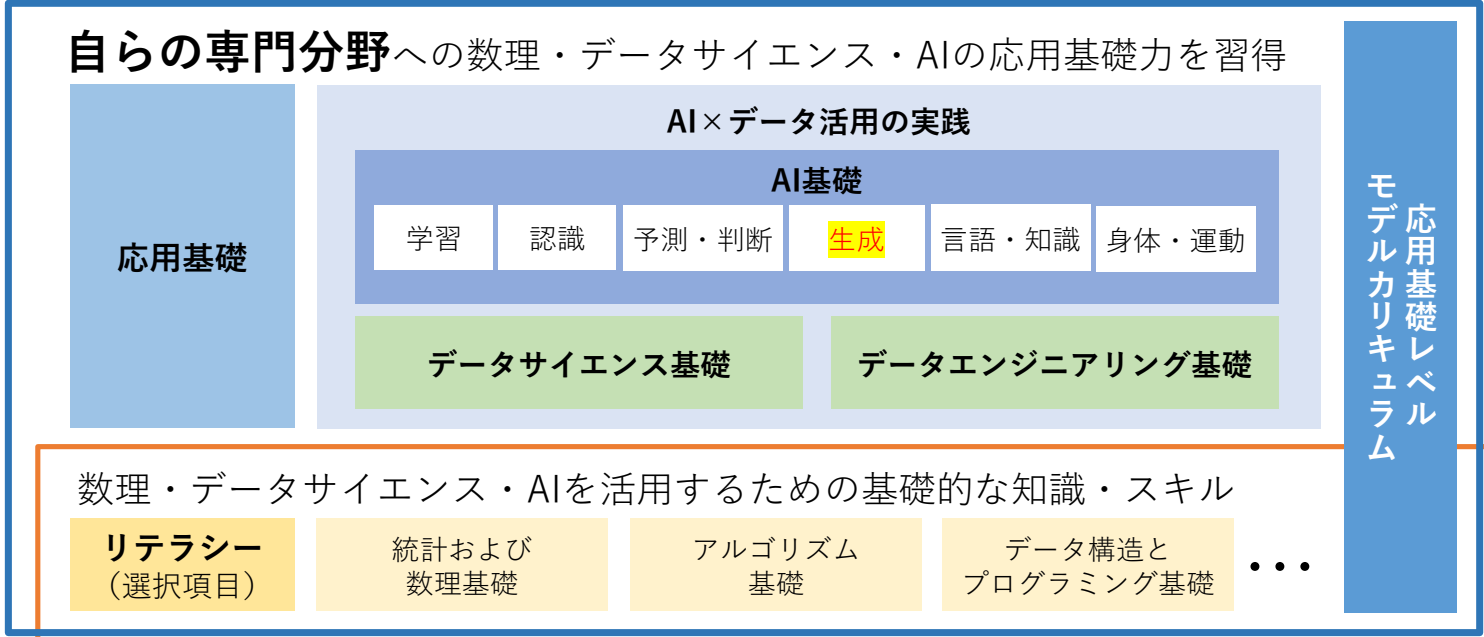 自らの専門分野への数理・データサイエンス・AIの応用基礎力を習得
応用基礎
AI×データ活用の実践
AI基礎
学習
認識
予測・判断
生成
言語・知識
身体・運動
データサイエンス基礎
データエンジニアリング基礎
応用基礎レベル
モデルカリキュラム
数理・データサイエンス・AIを活用するための基礎的な知識・スキル
リテラシー
（選択項目）
統計および
数理基礎
アルゴリズム
基礎
データ構造と
プログラミング基礎
・・・